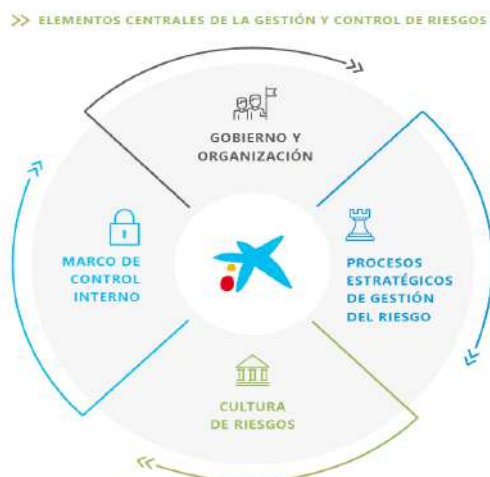 >> ELEMENTOS CENTRALES DE LA GESTIÓN Y CONTROL DE RIESGOS
GOBIERNO Y
ORGANIZACIÓN
MARCO DE
CONTROL
INTERNO
PROCESOS
ESTRATÉGICOS
DE GESTIÓN
DEL RIESGO
CULTURA
DE RIESGOS